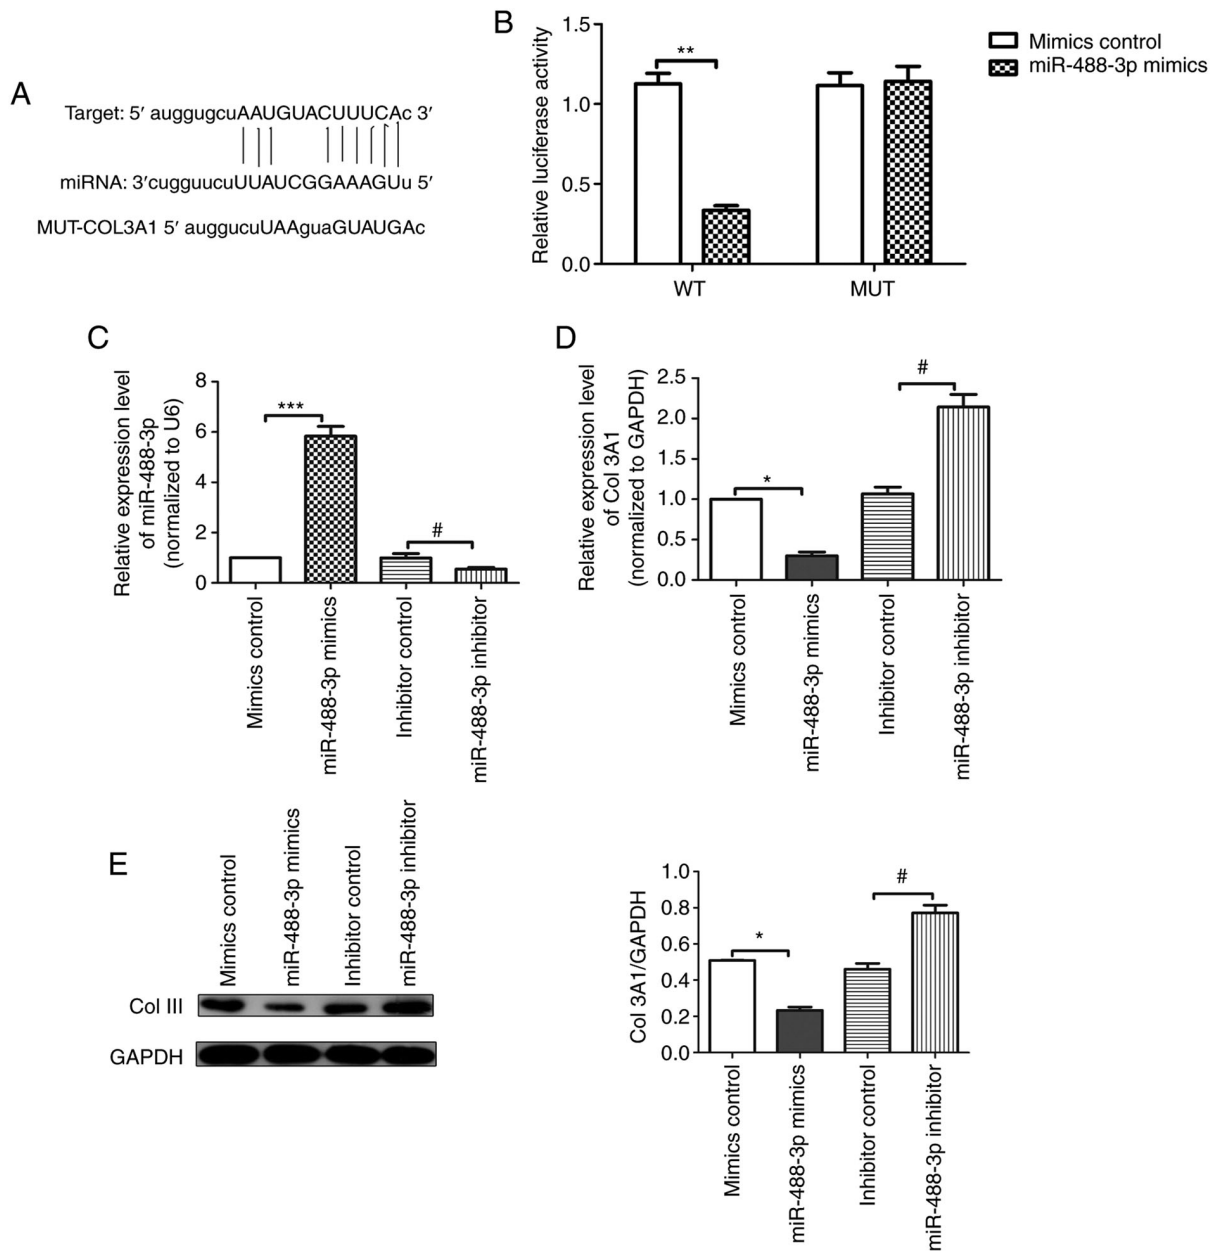 A
Target: 5′ auggugcuAAUGUACUUUCAc 3′
miRNA: 3′cugguucuUUAUCGGAAAGUu 5′
MUT-COL3A1 5′ auggucuUAAguaGUAUGAc
B
Relative luciferase activity
1.5
1.0
0.5
0.0
**
WT
MUT
Mimics control
miR-488-3p mimics
C
Relative expression level
of miR-488-3p
(normalized to U6)
8
6
4
2
0
***
#
Mimics control
miR-488-3p mimics
Inhibitor control
miR-488-3p inhibitor
D
Relative expression level
of Col 3A1
(normalized to GAPDH)
2.5
2.0
1.5
1.0
0.5
0.0
*
#
Mimics control
miR-488-3p mimics
Inhibitor control
miR-488-3p inhibitor
E
Mimics control
miR-488-3p mimics
Inhibitor control
miR-488-3p inhibitor
Col III
GAPDH
Col 3A1/GAPDH
1.0
0.8
0.6
0.4
0.2
0.0
*
#
Mimics control
miR-488-3p mimics
Inhibitor control
miR-488-3p inhibitor